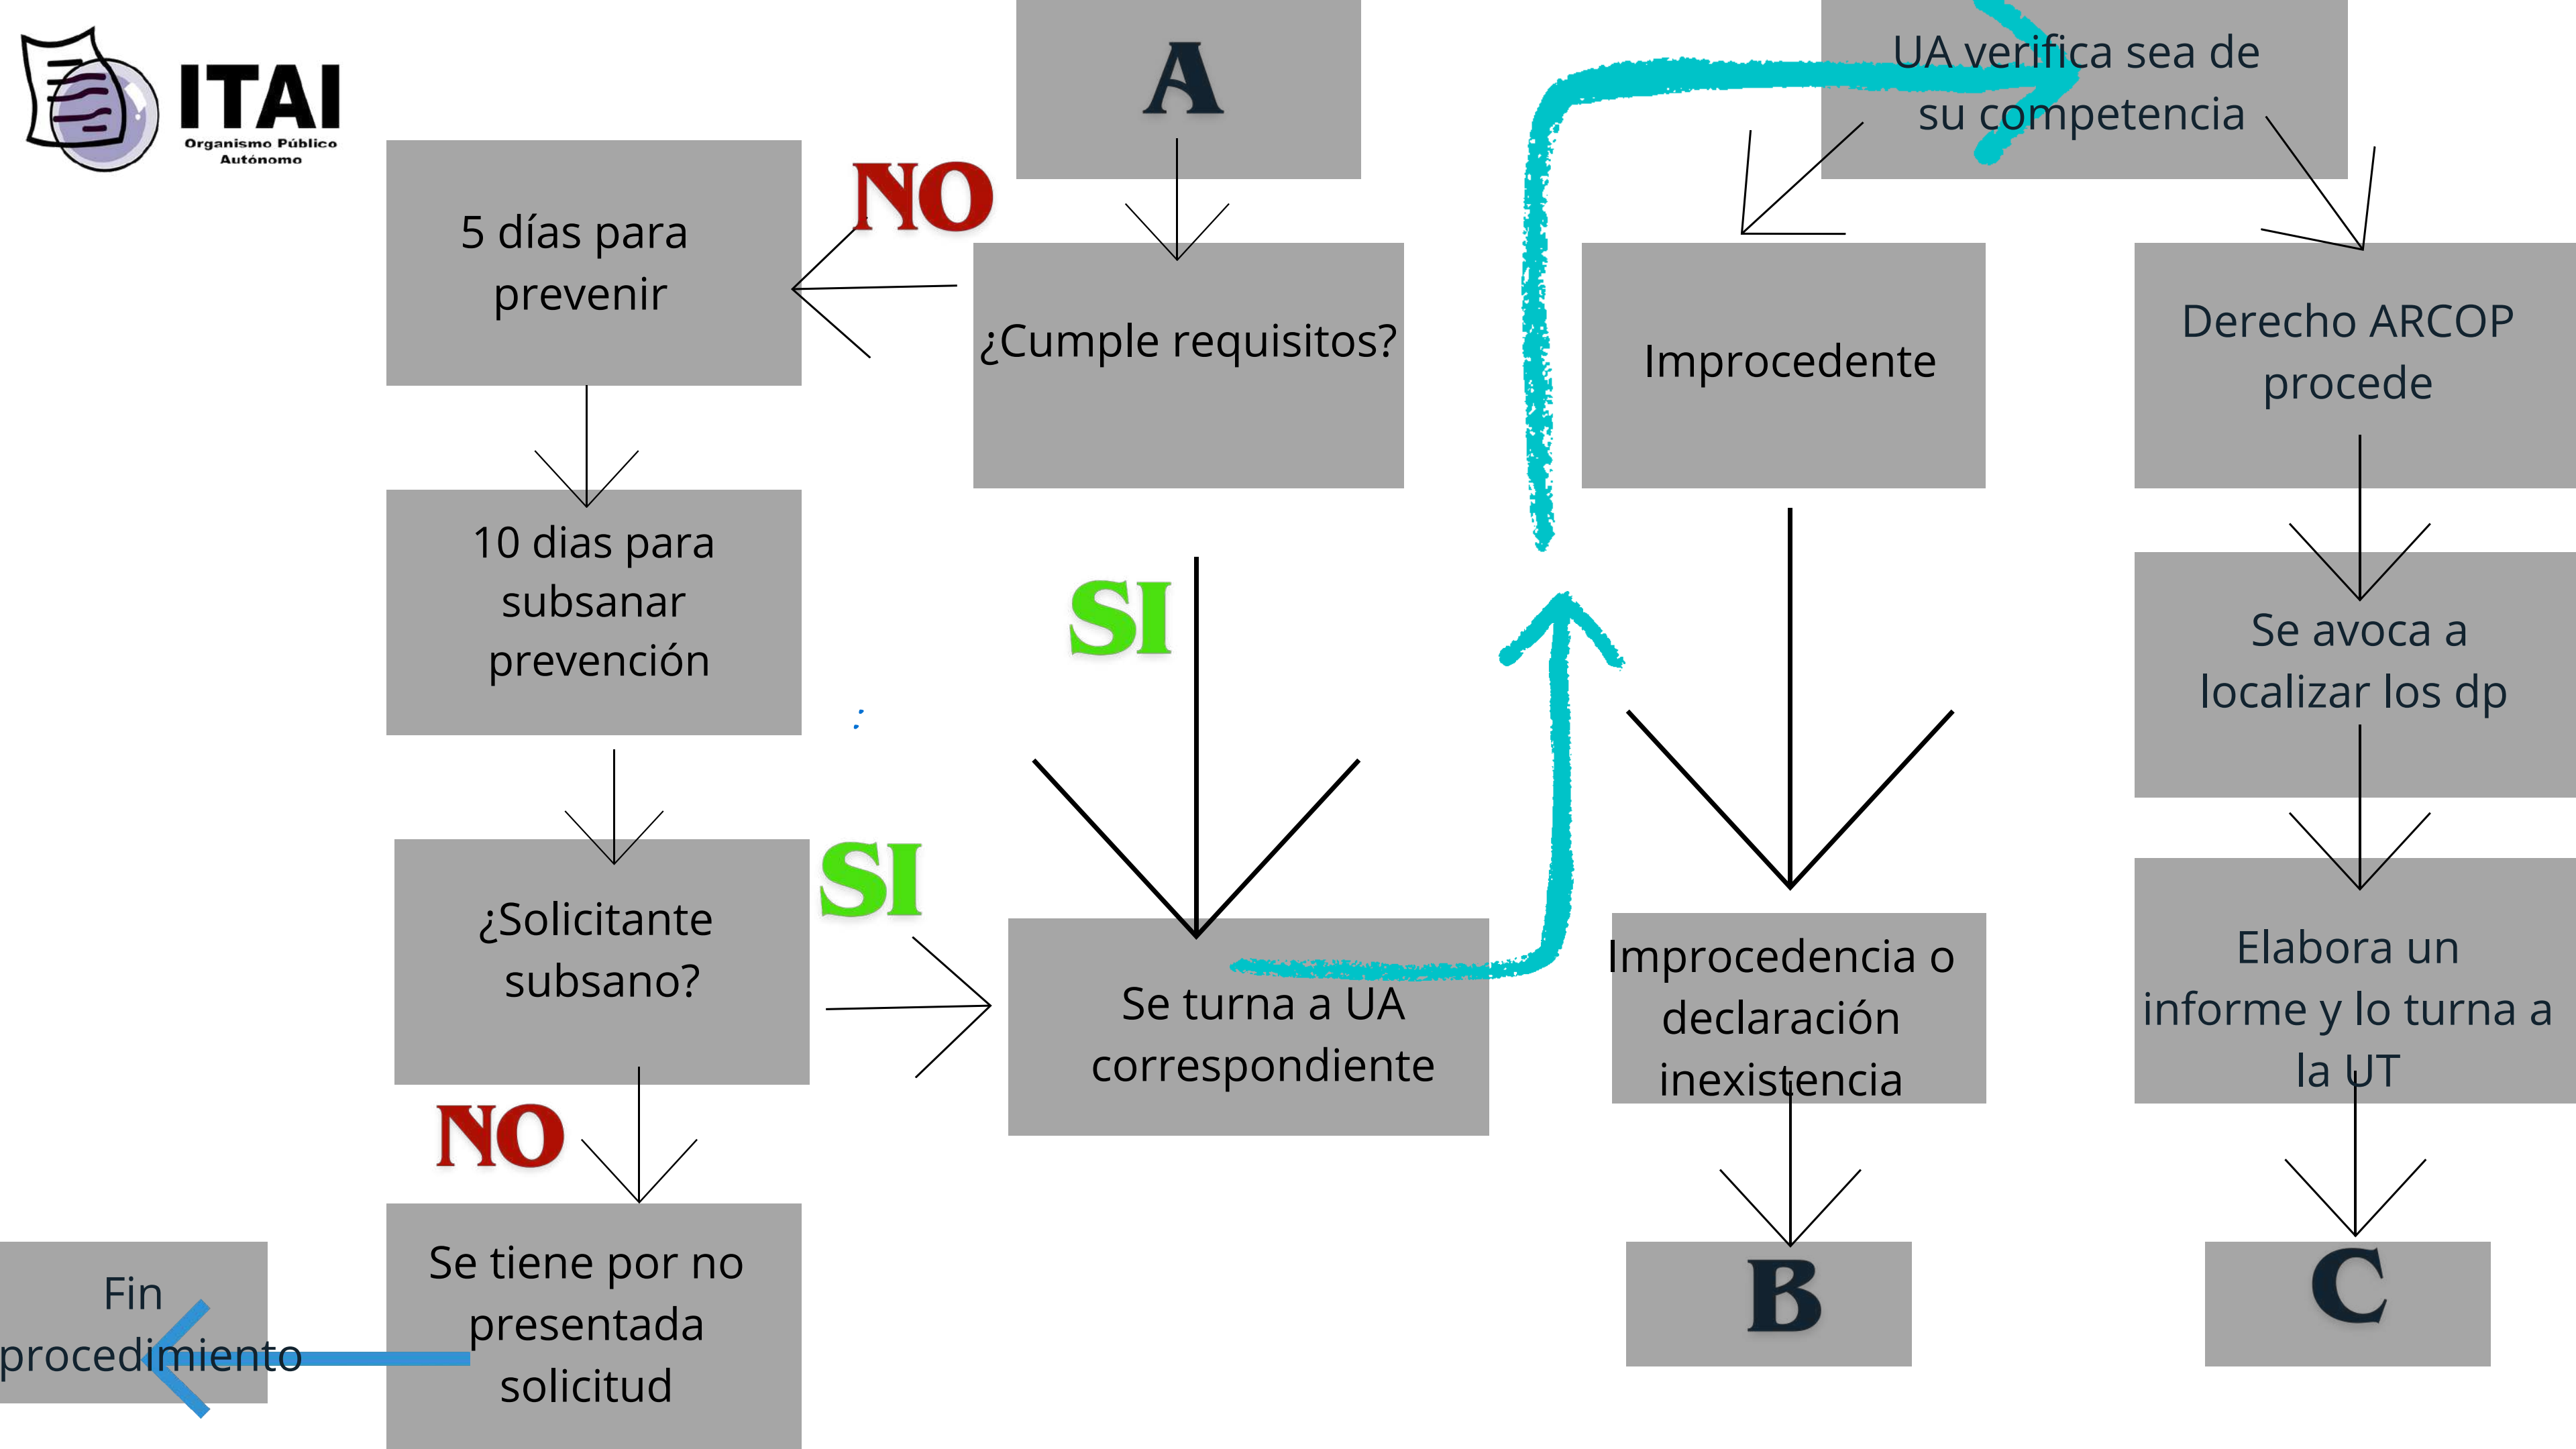 ITAI
Organismo Público
Autónomo
A
NO
5 días para
prevenir
¿Cumple requisitos?
10 dias para
subsanar
prevención
SI
:
¿Solicitante
subsano?
SI
Se turna a UA
correspondiente
NO
Se tiene por no
presentada
solicitud
Fin
procedimiento
UA verifica sea de
su competencia
Improcedente
Improcedencia o
declaración
inexistencia
B
Derecho ARCOP
procede
Se avoca a
localizar los dp
Elabora un
informe y lo turna a
la UT
C